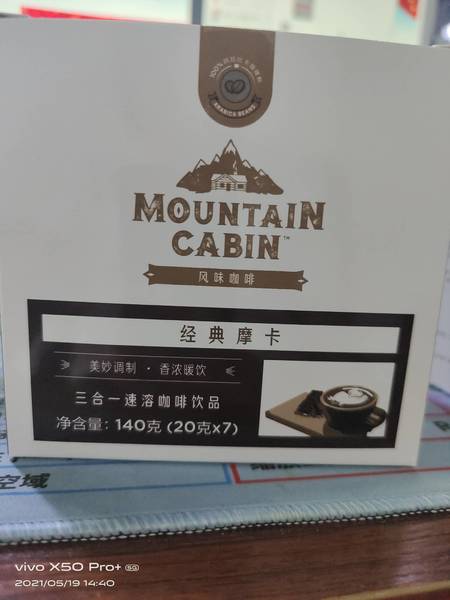 100%
ARABICA BEANS
MOUNTAIN
CABIN™
风味咖啡
经典摩卡
美妙调制 · 香浓暖饮
三合一速溶咖啡饮品
净含量: 140克 (20克x7)
空域
vivo X50 Pro+ 5G
2021/05/19 14:40